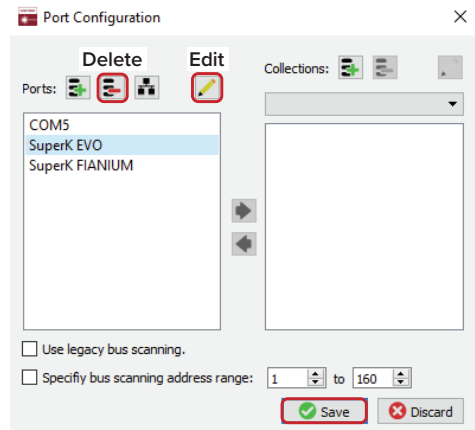 Port Configuration
Delete Edit
Ports:
Collections:
COM5
SuperK EVO
SuperK FIANIUM
Use legacy bus scanning.
Specifiy bus scanning address range: 1 to 160
Save Discard